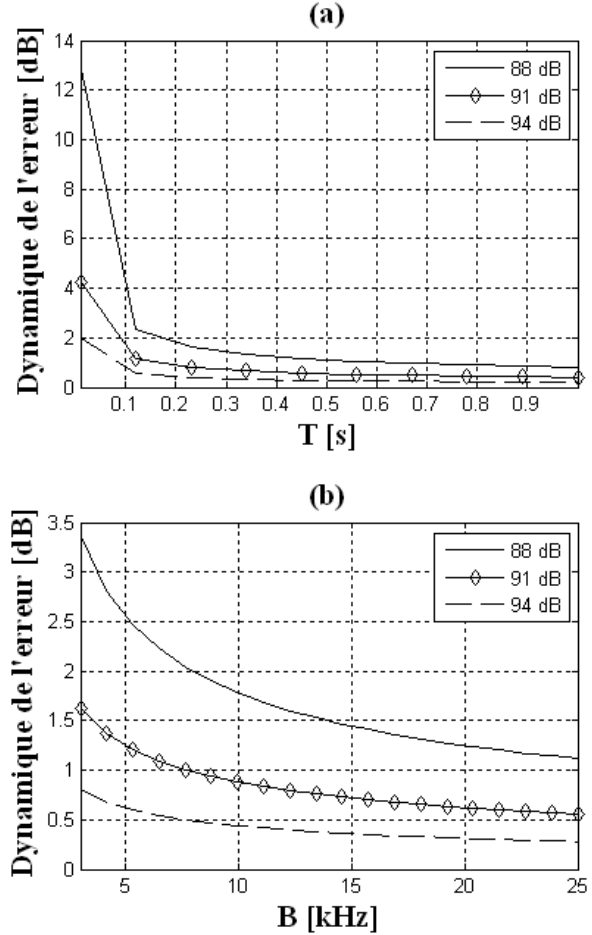 (a)
Dynamique de l'erreur [dB]
14
12
10
8
6
4
2
0
88 dB
91 dB
94 dB
0.1 0.2 0.3 0.4 0.5 0.6 0.7 0.8 0.9
T [s]
(b)
Dynamique de l'erreur [dB]
3.5
3
2.5
2
1.5
1
0.5
0
88 dB
91 dB
94 dB
5 10 15 20 25
B [kHz]